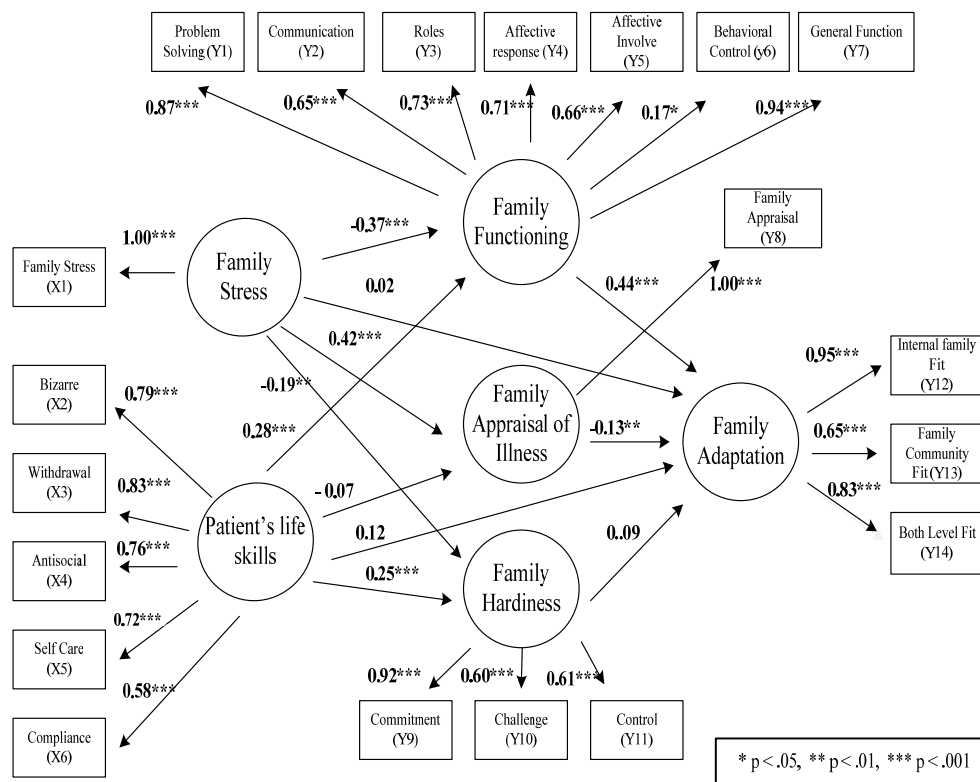 Problem
Solving (Y1)
Communication
(Y2)
Roles
(Y3)
Affective
response (Y4)
Affective
Involve
(Y5)
Behavioral
Control (y6)
General Function
(Y7)
0.87***
0.65***
0.73***
0.71***
0.66***
0.17*
0.94***
Family
Functioning
Family
Appraisal
(Y8)
1.00***
-0.37***
Family Stress
(X1)
Family
Stress
0.02
0.44***
1.00***
0.42***
Internal family
Fit
(Y12)
0.95***
Bizarre
(X2)
0.79***
-0.19**
Family
Appraisal of
Illness
0.28***
-0.13**
Family
Adaptation
0.65***
Family
Community
Fit (Y13)
Withdrawal
(X3)
0.83***
- 0.07
0.83***
Patient’s life
skills
0.12
0..09
Both Level Fit
(Y14)
Antisocial
(X4)
0.76***
0.25***
Family
Hardiness
Self Care
(X5)
0.72***
0.92***
0.60***
0.61***
0.58***
Compliance
(X6)
Commitment
(Y9)
Challenge
(Y10)
Control
(Y11)
* p<.05, ** p<.01, *** p<.001